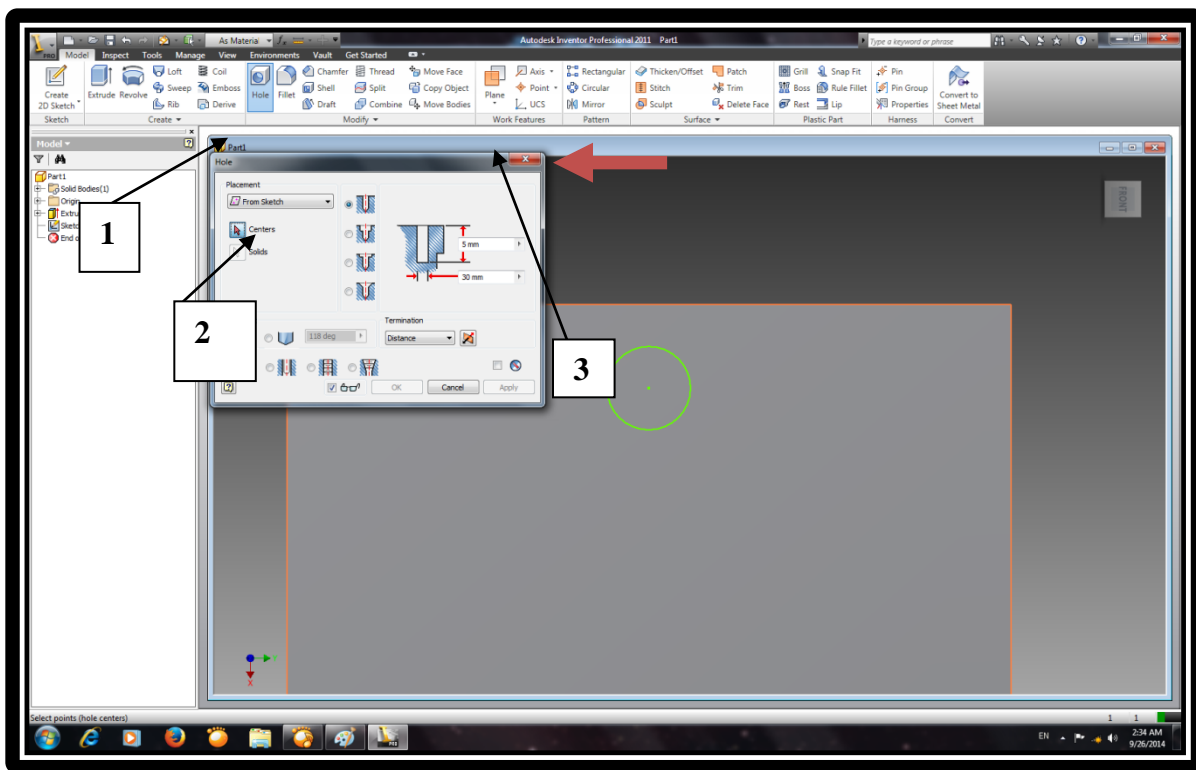 As Material
Autodesk Inventor Professional 2011 Part1
Type a keyword or phrase
PRO
Model Inspect Tools Manage View Environments Vault Get Started
Create
2D Sketch
Extrude
Revolve
Loft
Sweep
Rib
Coil
Emboss
Derive
Hole
Fillet
Chamfer
Shell
Draft
Thread
Split
Combine
Move Face
Copy Object
Move Bodies
Plane
Axis
Point
UCS
Rectangular
Circular
Mirror
Thicken/Offset
Stitch
Sculpt
Patch
Trim
Delete Face
Grill
Boss
Rest
Snap Fit
Rule Fillet
Lip
Pin
Pin Group
Properties
Convert to
Sheet Metal
Sketch Create Modify Work Features Pattern Surface Plastic Part Harness Convert
Model
Part1
Solid Bodies(1)
Origin
Extru
Sketc
End o
1
2
3
Part1
Hole
Placement
From Sketch
Centers
Solids
5 mm
30 mm
118 deg
Termination
Distance
OK Cancel Apply
FRONT
X
Select points (hole centers)
1 1
EN
2:34 AM
9/26/2014